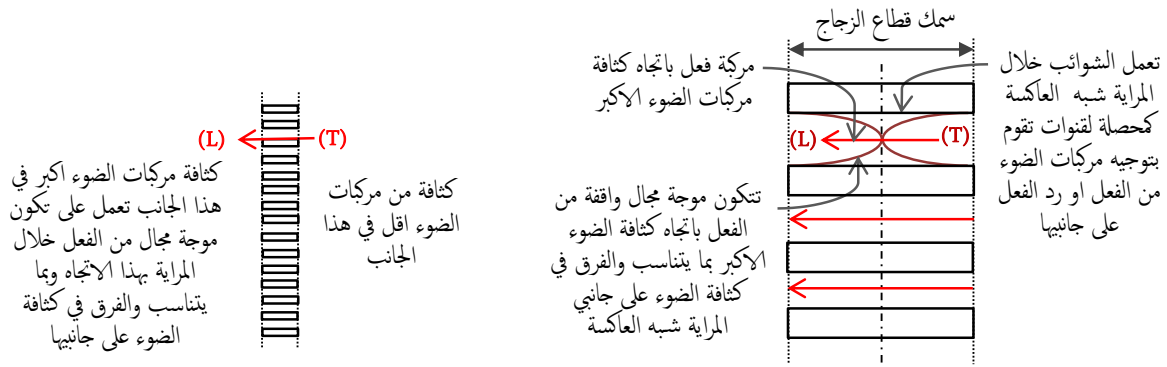 سمك قطاع الزجاج
تعمل الشوائب خلال
المراية شبه العاكسة
كمحصلة لقنوات تقوم
بتوجيه مركبات الضوء
من الفعل او رد الفعل
على جانبيها
مركبة فعل باتجاه كثافة
مركبات الضوء الاكبر
(T)
(L)
تتكون موجة مجال واقفة من
الفعل باتجاه كثافة الضوء
الاكبر بما يتناسب والفرق في
كثافة الضوء على جانبي
المراية شبه العاكسة
(T)
(L)
كثافة من مركبات
الضوء اقل في هذا
الجانب
كثافة مركبات الضوء اكبر في
هذا الجانب تعمل على تكون
موجة مجال من الفعل خلال
المراية بهذا الاتجاه وبما
يتناسب والفرق في كثافة
الضوء على جانبيها